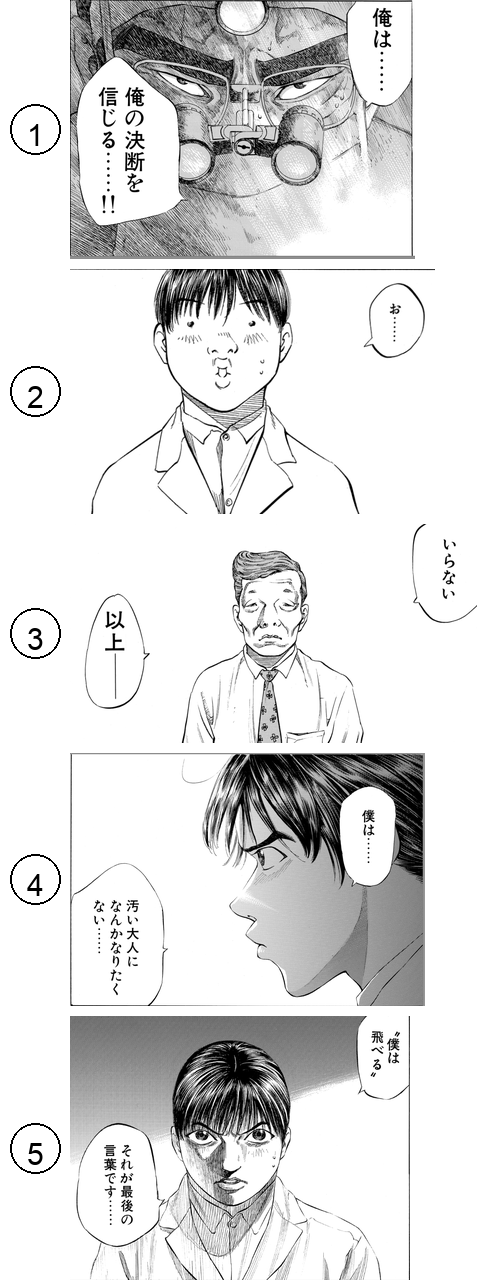 1
俺は……
俺の決断を
信じる……!!
2
お……
3
いらない
以上──
4
僕は……
汚い大人に
なんかなりたく
ない……
5
〝僕は
飛べる〟
それが最後の
言葉です……